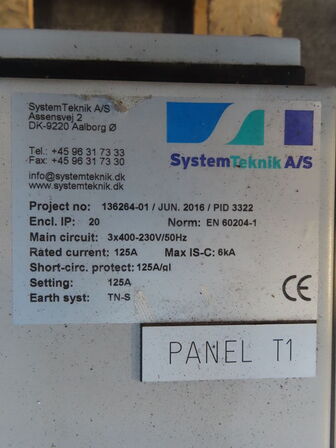 SystemTeknik A/S
Assensvej 2
DK-9220 Aalborg Ø
Tel.: +45 96 31 73 33
Fax: +45 96 31 73 30
info@systemteknik.dk
www.systemteknik.dk
SystemTeknik A/S
Project no: 136264-01 / JUN. 2016 / PID 3322
Encl. IP: 20 Norm: EN 60204-1
Main circuit: 3x400-230V/50Hz
Rated current: 125A Max IS-C: 6kA
Short-circ. protect: 125A/gl
Setting: 125A
Earth syst: TN-S
CE
PANEL T1